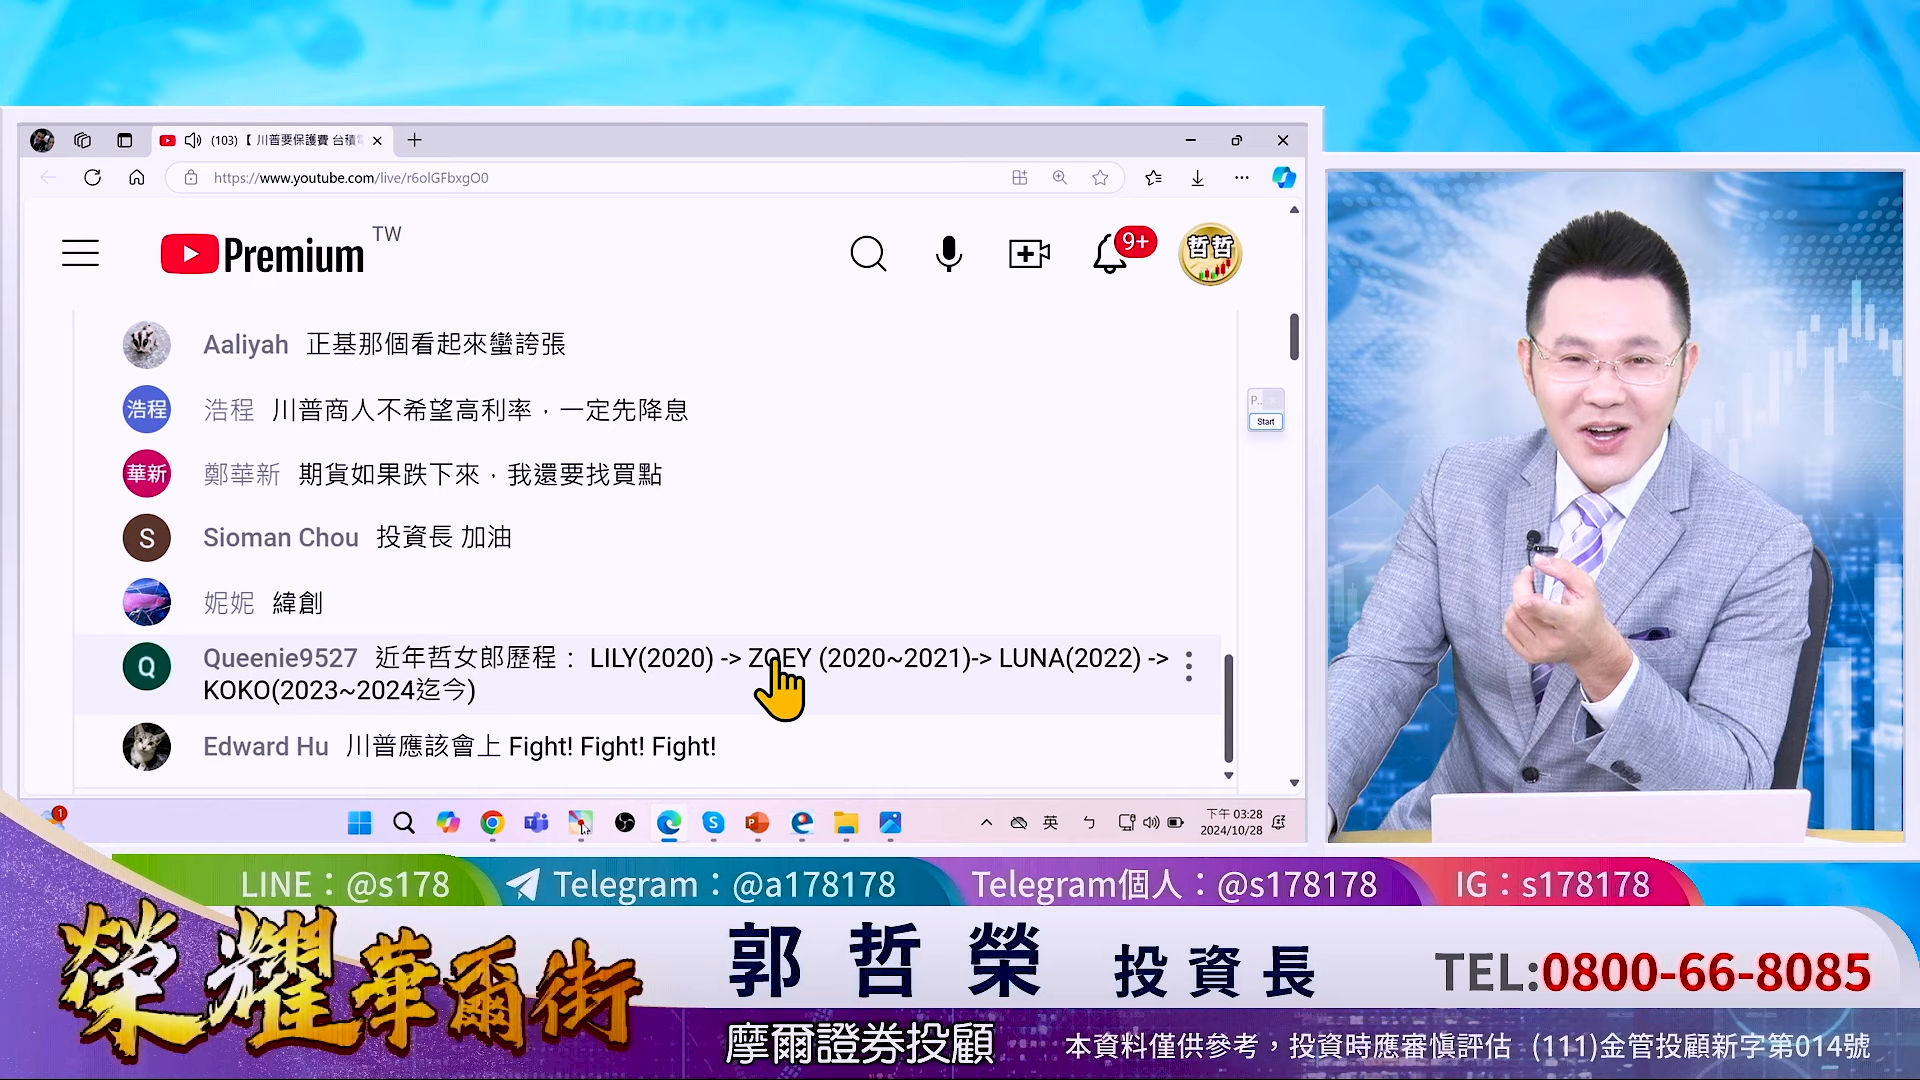 (103)【 川普要保護費 台積
https://www.youtube.com/live/r6olGFbxgO0
Premium TW
9+
哲哲
Aaliyah 正基那個看起來蠻誇張
浩程 浩程 川普商人不希望高利率，一定先降息
華新 鄭華新 期貨如果跌下來，我還要找買點
S Sioman Chou 投資長 加油
妮妮 緯創
Q Queenie9527 近年哲女郎歷程： LILY(2020) -> ZOEY (2020~2021)-> LUNA(2022) ->
KOKO(2023~2024迄今)
Edward Hu 川普應該會上 Fight! Fight! Fight!
P..
Start
1
英
下午 03:28
2024/10/28
LINE：@s178 Telegram：@a178178 Telegram個人：@s178178 IG：s178178
榮耀華爾街
郭哲榮 投資長 TEL:0800-66-8085
摩爾證券投顧 本資料僅供參考，投資時應審慎評估 (111)金管投顧新字第014號